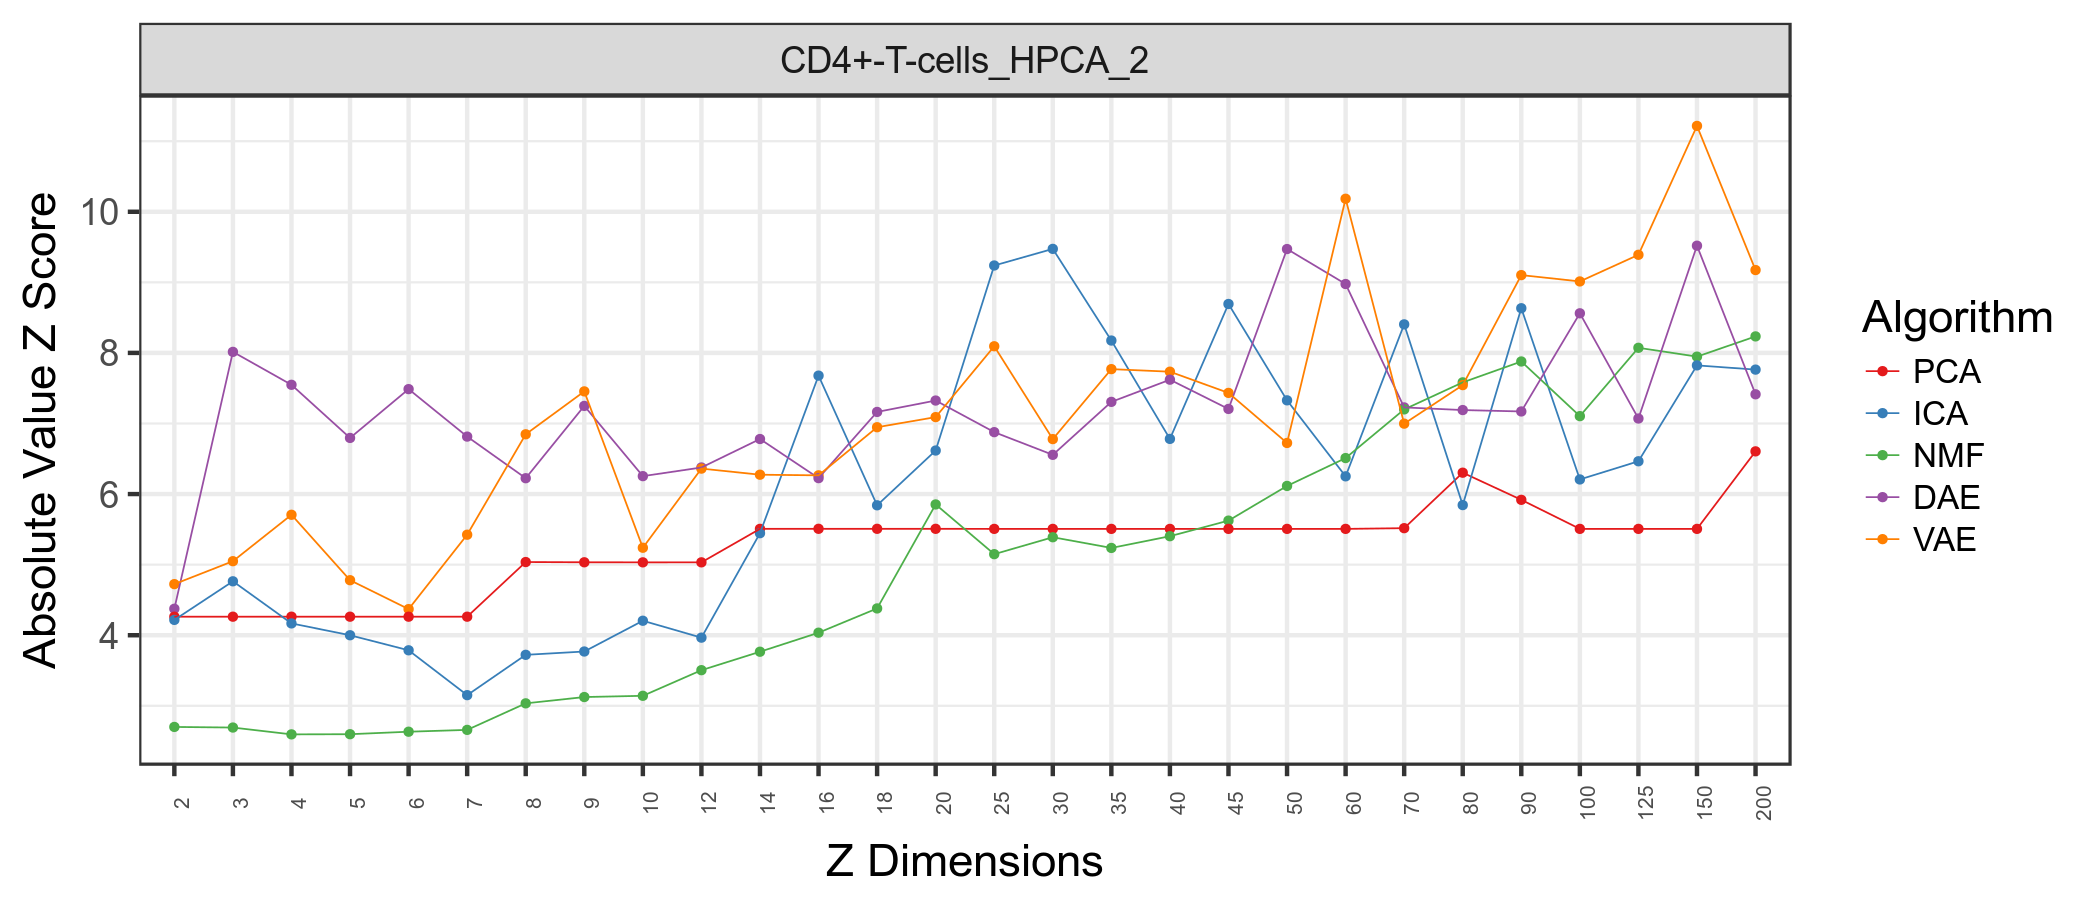 CD4+-T-cells_HPCA_2
Absolute Value Z Score
10
8
6
4
2 3 4 5 6 7 8 9 10 12 14 16 18 20 25 30 35 40 45 50 60 70 80 90 100 125 150 200
Z Dimensions
Algorithm
PCA
ICA
NMF
DAE
VAE